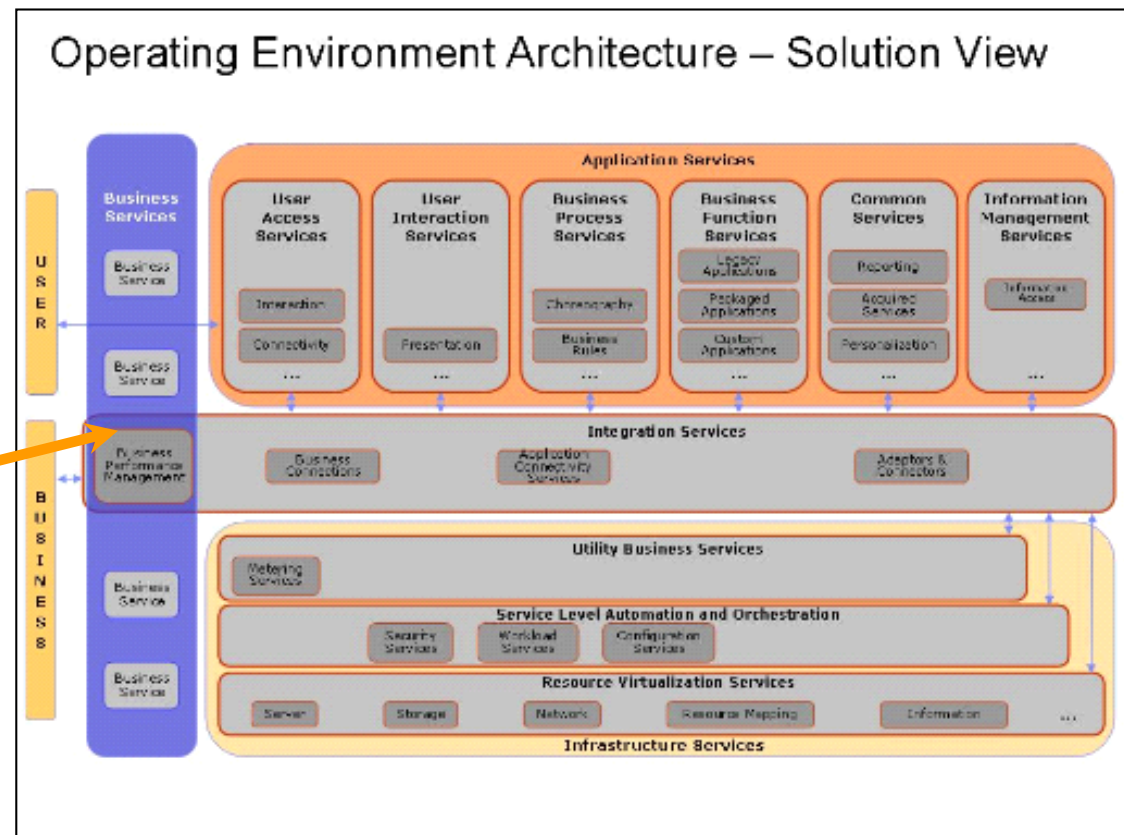 Operating Environment Architecture – Solution View
USER
BUSINESS
Business
Services
Business
Service
Business
Service
Business
Performance
Management
Business
Service
Business
Service
Application Services
User
Access
Services
Interaction
Connectivity
...
User
Interaction
Services
Presentation
...
Business
Process
Services
Choreography
Business
Rules
...
Business
Function
Services
Legacy
Applications
Packaged
Applications
Custom
Applications
...
Common
Services
Reporting
Acquired
Services
Personalization
...
Information
Management
Services
Information
Access
...
Integration Services
Business
Connections
Application
Connectivity
Services
Adaptors &
Connectors
Utility Business Services
Metering
Services
Service Level Automation and Orchestration
Security
Services
Workload
Services
Configuration
Services
Resource Virtualization Services
Server
Storage
Network
Resource Mapping
Information
...
Infrastructure Services